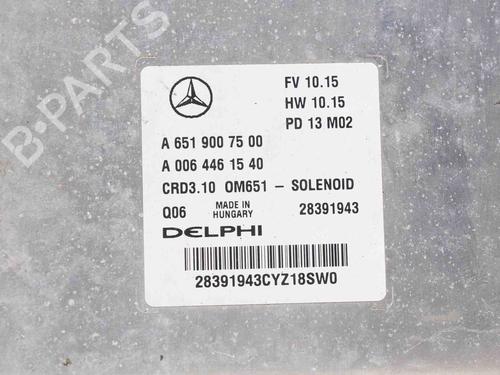 B-PARTS
FV 10.15
HW 10.15
PD 13 M02
A 651 900 75 00
A 006 446 15 40
CRD3.10 OM651 – SOLENOID
Q06 MADE IN HUNGARY 28391943
DELPHI
28391943CYZ18SW0